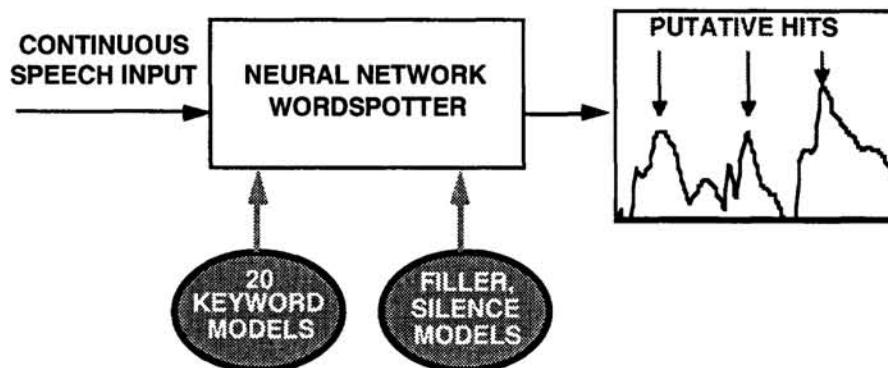 CONTINUOUS
SPEECH INPUT
NEURAL NETWORK
WORDSPOTTER
PUTATIVE HITS
20
KEYWORD
MODELS
FILLER,
SILENCE
MODELS